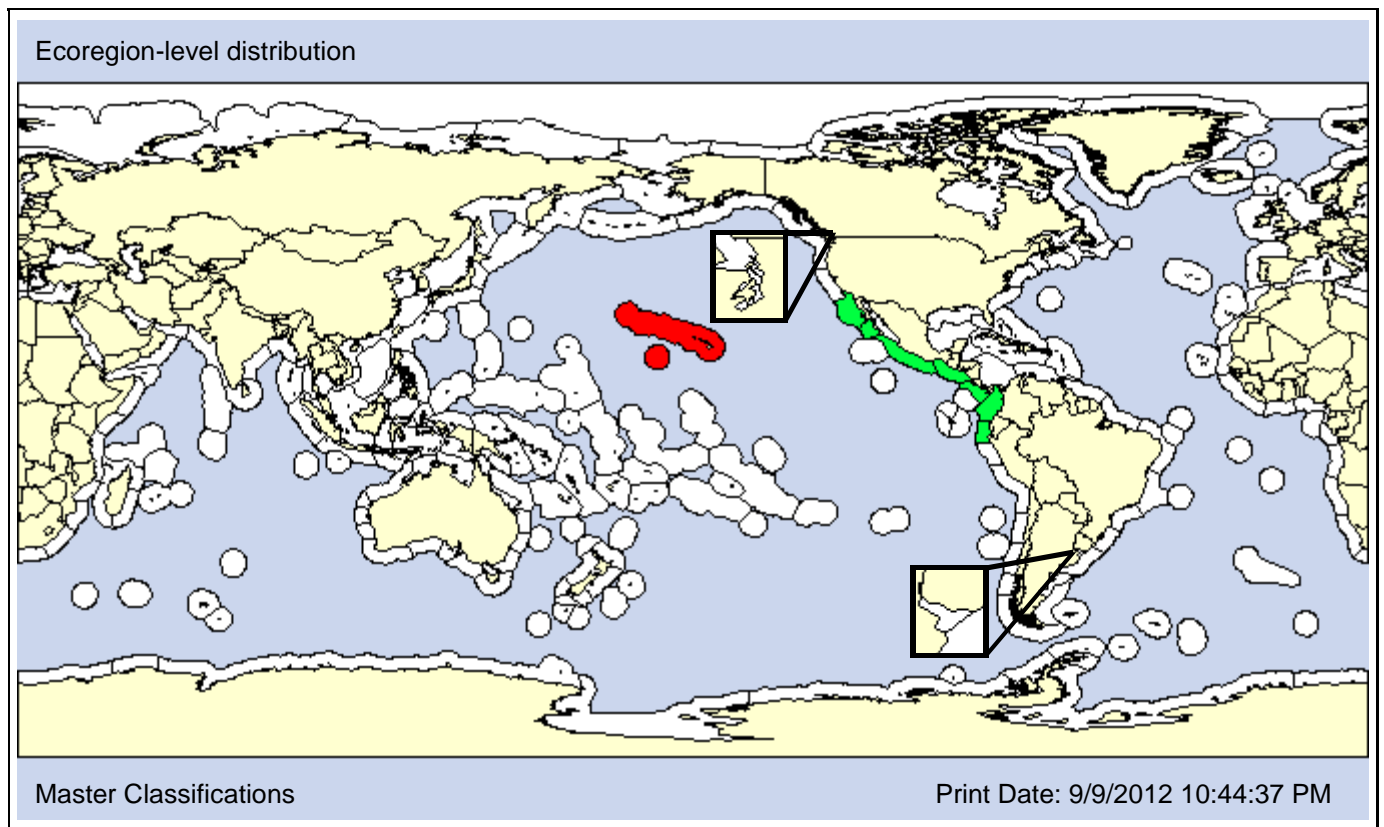 Ecoregion-level distribution
Master Classifications
Print Date: 9/9/2012 10:44:37 PM